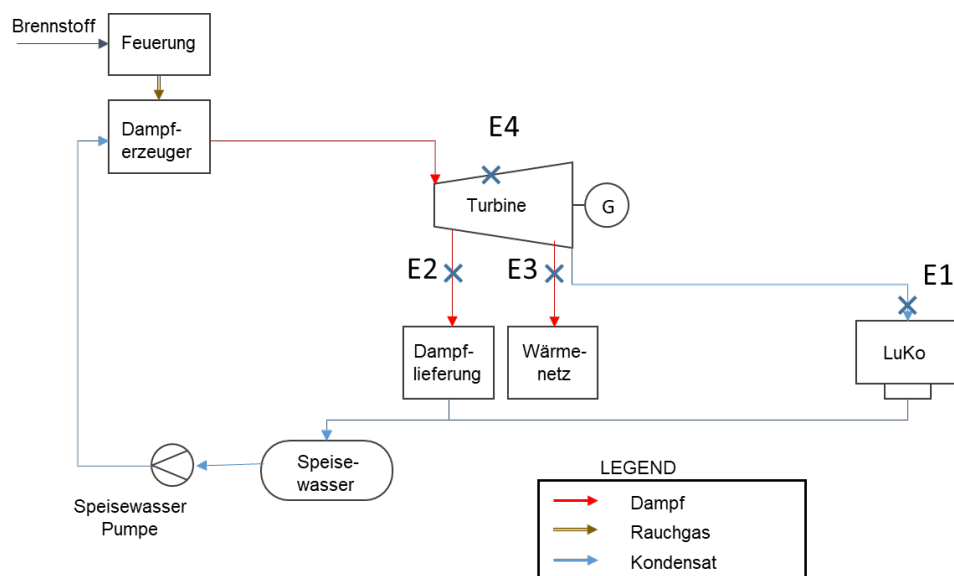 Brennstoff
Feuerung
Dampf-
erzeuger
E4
Turbine
G
E2
E3
E1
Dampf-
lieferung
Wärme-
netz
LuKo
Speise-
wasser
Speisewasser
Pumpe
LEGEND
Dampf
Rauchgas
Kondensat